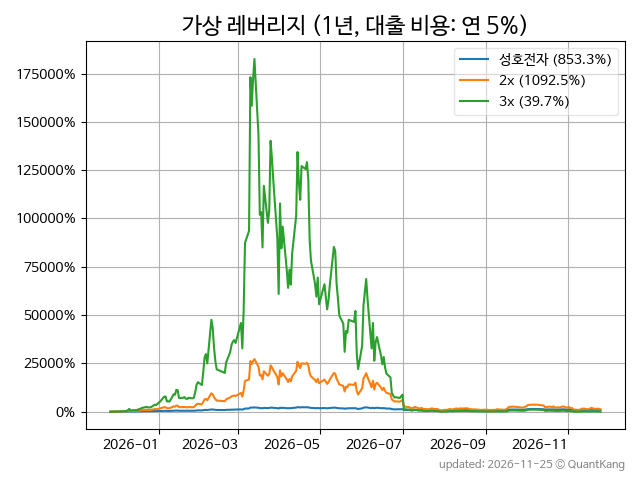 가상 레버리지 (1년, 대출 비용: 연 5%)
성호전자 (853.3%)
2x (1092.5%)
3x (39.7%)
175000%
150000%
125000%
100000%
75000%
50000%
25000%
0%
2026-01 2026-03 2026-05 2026-07 2026-09 2026-11
updated: 2026-11-25 © QuantKang